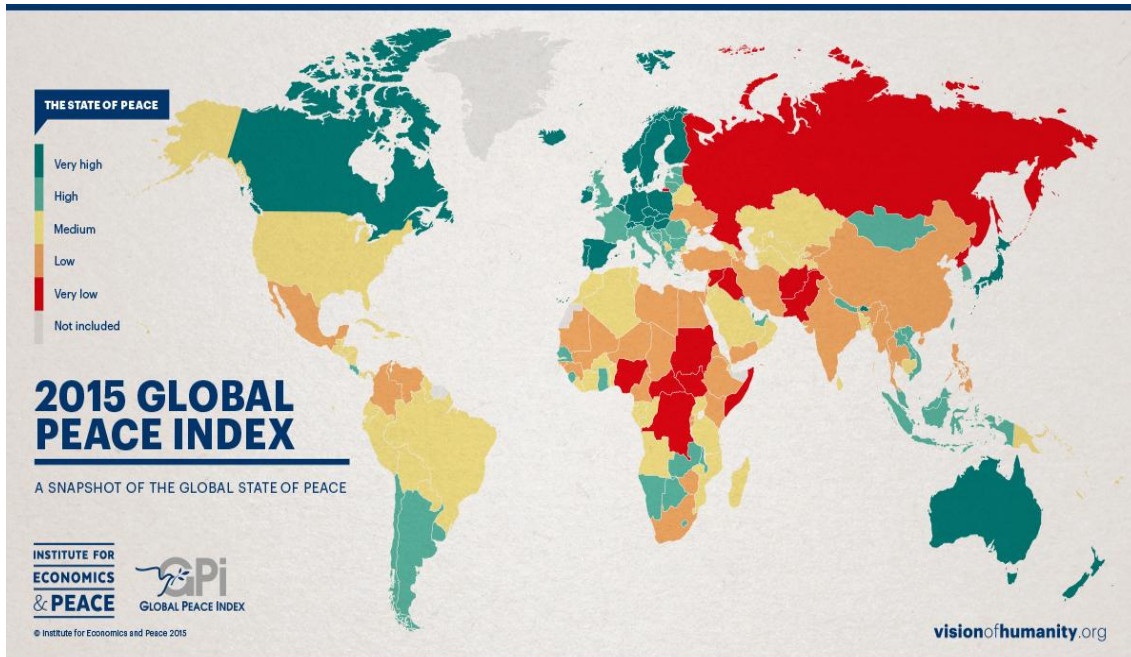 THE STATE OF PEACE
Very high
High
Medium
Low
Very low
Not included
2015 GLOBAL
PEACE INDEX
A SNAPSHOT OF THE GLOBAL STATE OF PEACE
INSTITUTE FOR
ECONOMICS
& PEACE
GPi
GLOBAL PEACE INDEX
© Institute for Economics and Peace 2015
visionofhumanity.org